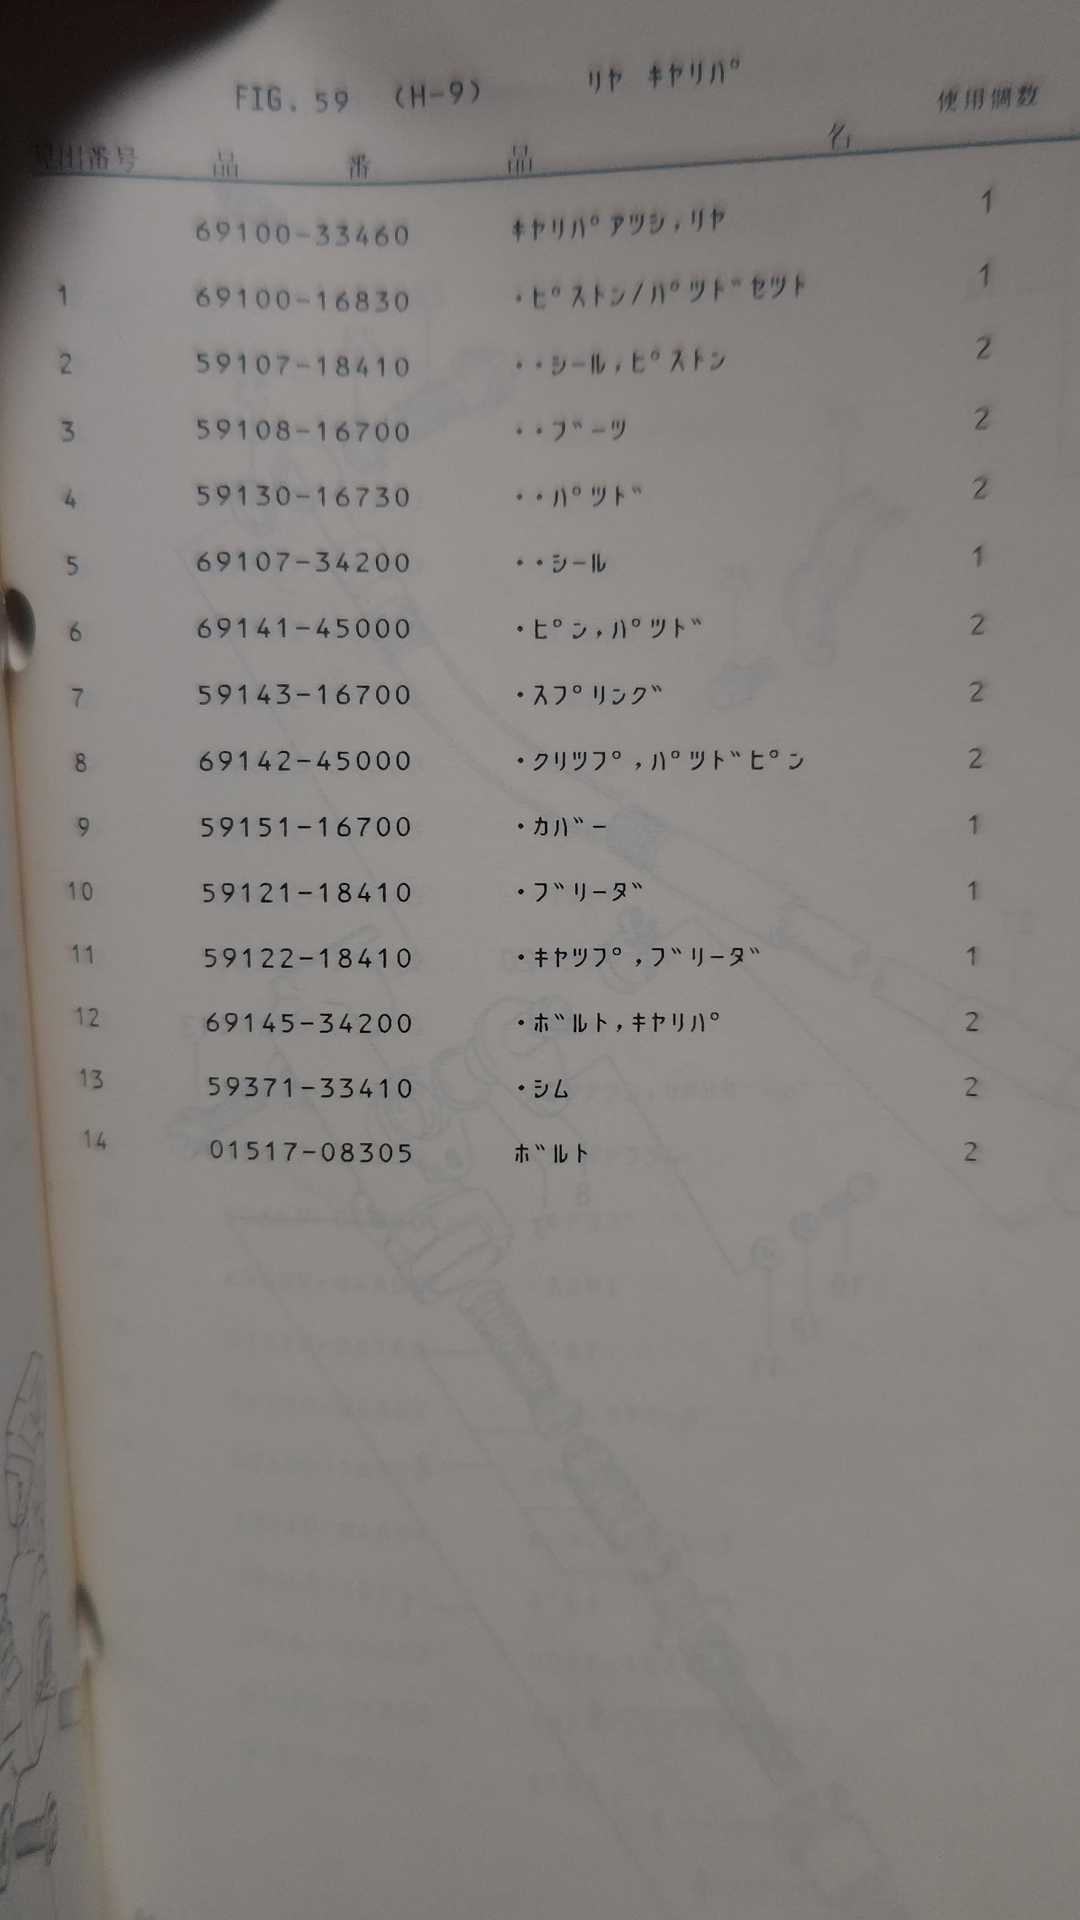 FIG. 59 (H-9) リヤ キヤリパ 使用個数
見出番号 品 番 品 名
69100-33460 キヤリパアツシ,リヤ 1
1 69100-16830 ・ピストン/パツドセツト 1
2 59107-18410 ・・シール,ピストン 2
3 59108-16700 ・・ブーツ 2
4 59130-16730 ・・パツド 2
5 69107-34200 ・・シール 1
6 69141-45000 ・ピン,パツド 2
7 59143-16700 ・スプリング 2
8 69142-45000 ・クリツプ,パツドピン 2
9 59151-16700 ・カバー 1
10 59121-18410 ・ブリーダ 1
11 59122-18410 ・キヤツプ,ブリーダ 1
12 69145-34200 ・ボルト,キヤリパ 2
13 59371-33410 ・シム 2
14 01517-08305 ボルト 2